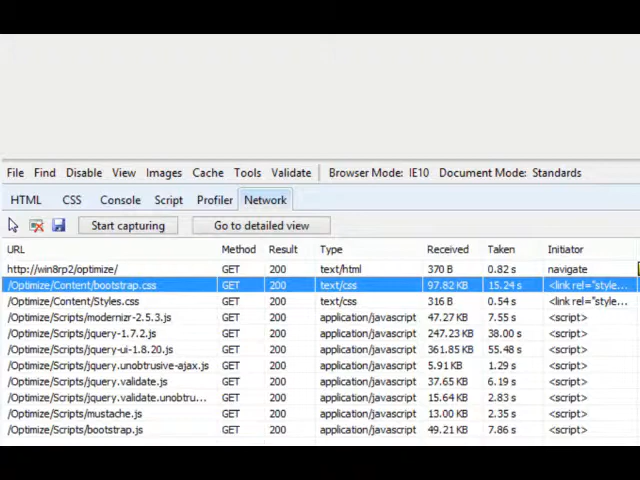 File Find Disable View Images Cache Tools Validate Browser Mode: IE10 Document Mode: Standards
HTML CSS Console Script Profiler Network
Start capturing Go to detailed view
URL Method Result Type Received Taken Initiator
http://win8rp2/optimize/ GET 200 text/html 370 B 0.82 s navigate
/Optimize/Content/bootstrap.css GET 200 text/css 97.82 KB 15.24 s <link rel="style...
/Optimize/Content/Styles.css GET 200 text/css 316 B 0.54 s <link rel="style...
/Optimize/Scripts/modernizr-2.5.3.js GET 200 application/javascript 47.27 KB 7.55 s <script>
/Optimize/Scripts/jquery-1.7.2.js GET 200 application/javascript 247.23 KB 38.00 s <script>
/Optimize/Scripts/jquery-ui-1.8.20.js GET 200 application/javascript 361.85 KB 55.48 s <script>
/Optimize/Scripts/jquery.unobtrusive-ajax.js GET 200 application/javascript 5.91 KB 1.29 s <script>
/Optimize/Scripts/jquery.validate.js GET 200 application/javascript 37.65 KB 6.19 s <script>
/Optimize/Scripts/jquery.validate.unobtru... GET 200 application/javascript 15.64 KB 2.83 s <script>
/Optimize/Scripts/mustache.js GET 200 application/javascript 13.00 KB 2.35 s <script>
/Optimize/Scripts/bootstrap.js GET 200 application/javascript 49.21 KB 7.86 s <script>